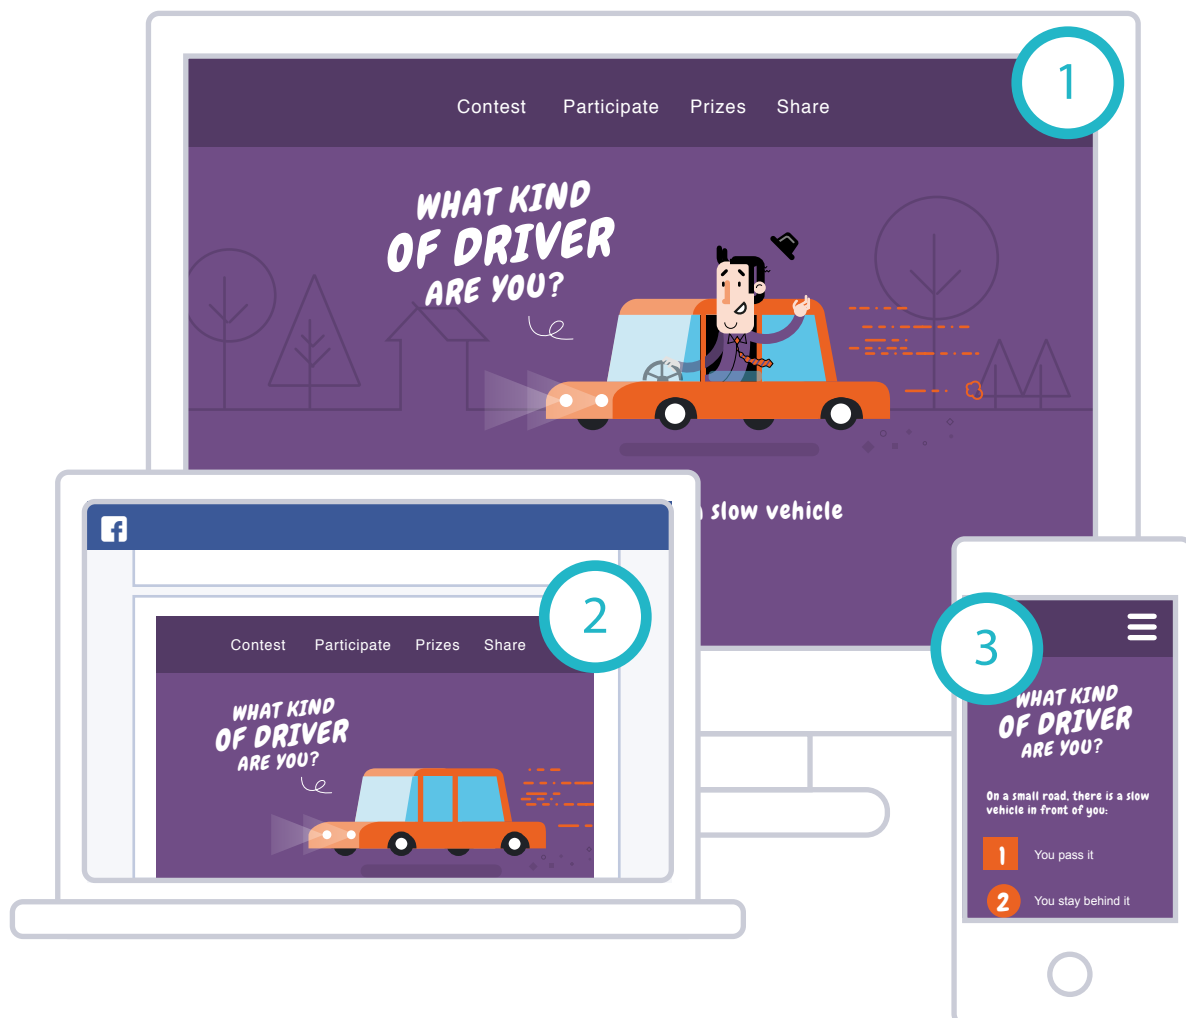 1
Contest Participate Prizes Share
WHAT KIND
OF DRIVER
ARE YOU?
slow vehicle
f
2
Contest Participate Prizes Share
WHAT KIND
OF DRIVER
ARE YOU?
3
WHAT KIND
OF DRIVER
ARE YOU?
On a small road, there is a slow
vehicle in front of you:
1 You pass it
2 You stay behind it